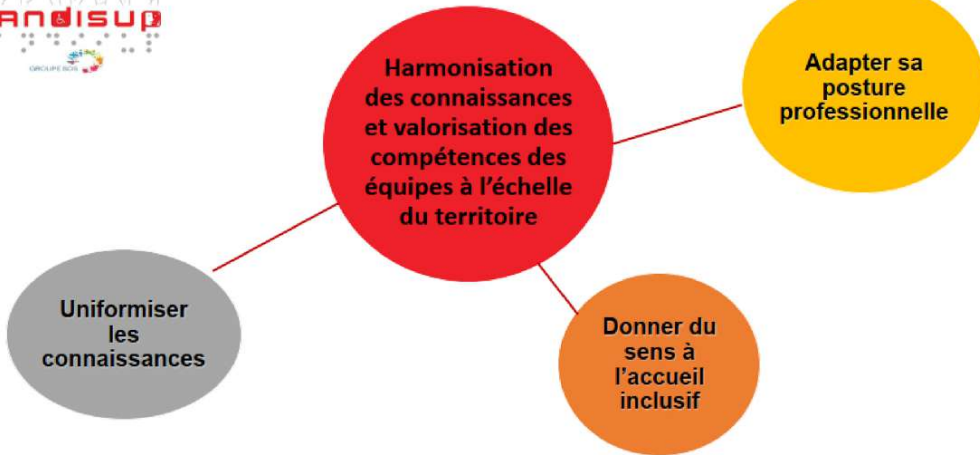 andisup
GROUPE SOS
Harmonisation
des connaissances
et valorisation des
compétences des
équipes à l'échelle
du territoire
Adapter sa
posture
professionnelle
Uniformiser
les
connaissances
Donner du
sens à
l'accueil
inclusif